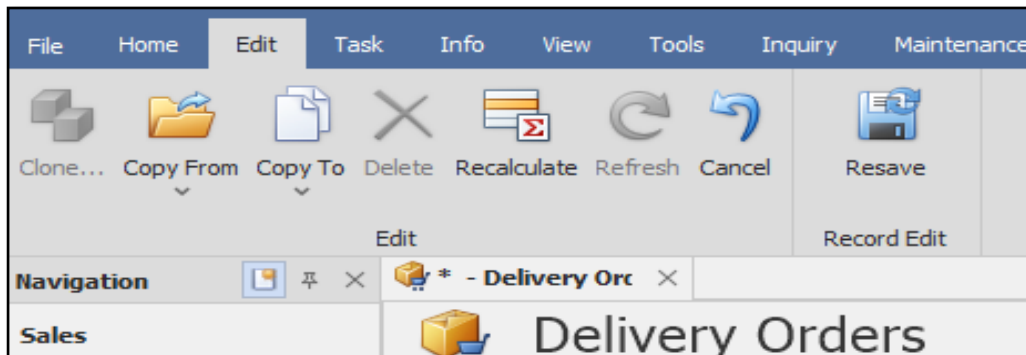 File Home Edit Task Info View Tools Inquiry Maintenance
Clone... Copy From Copy To Delete Recalculate Refresh Cancel Resave
Edit Record Edit
Navigation * - Delivery Orc
Sales Delivery Orders